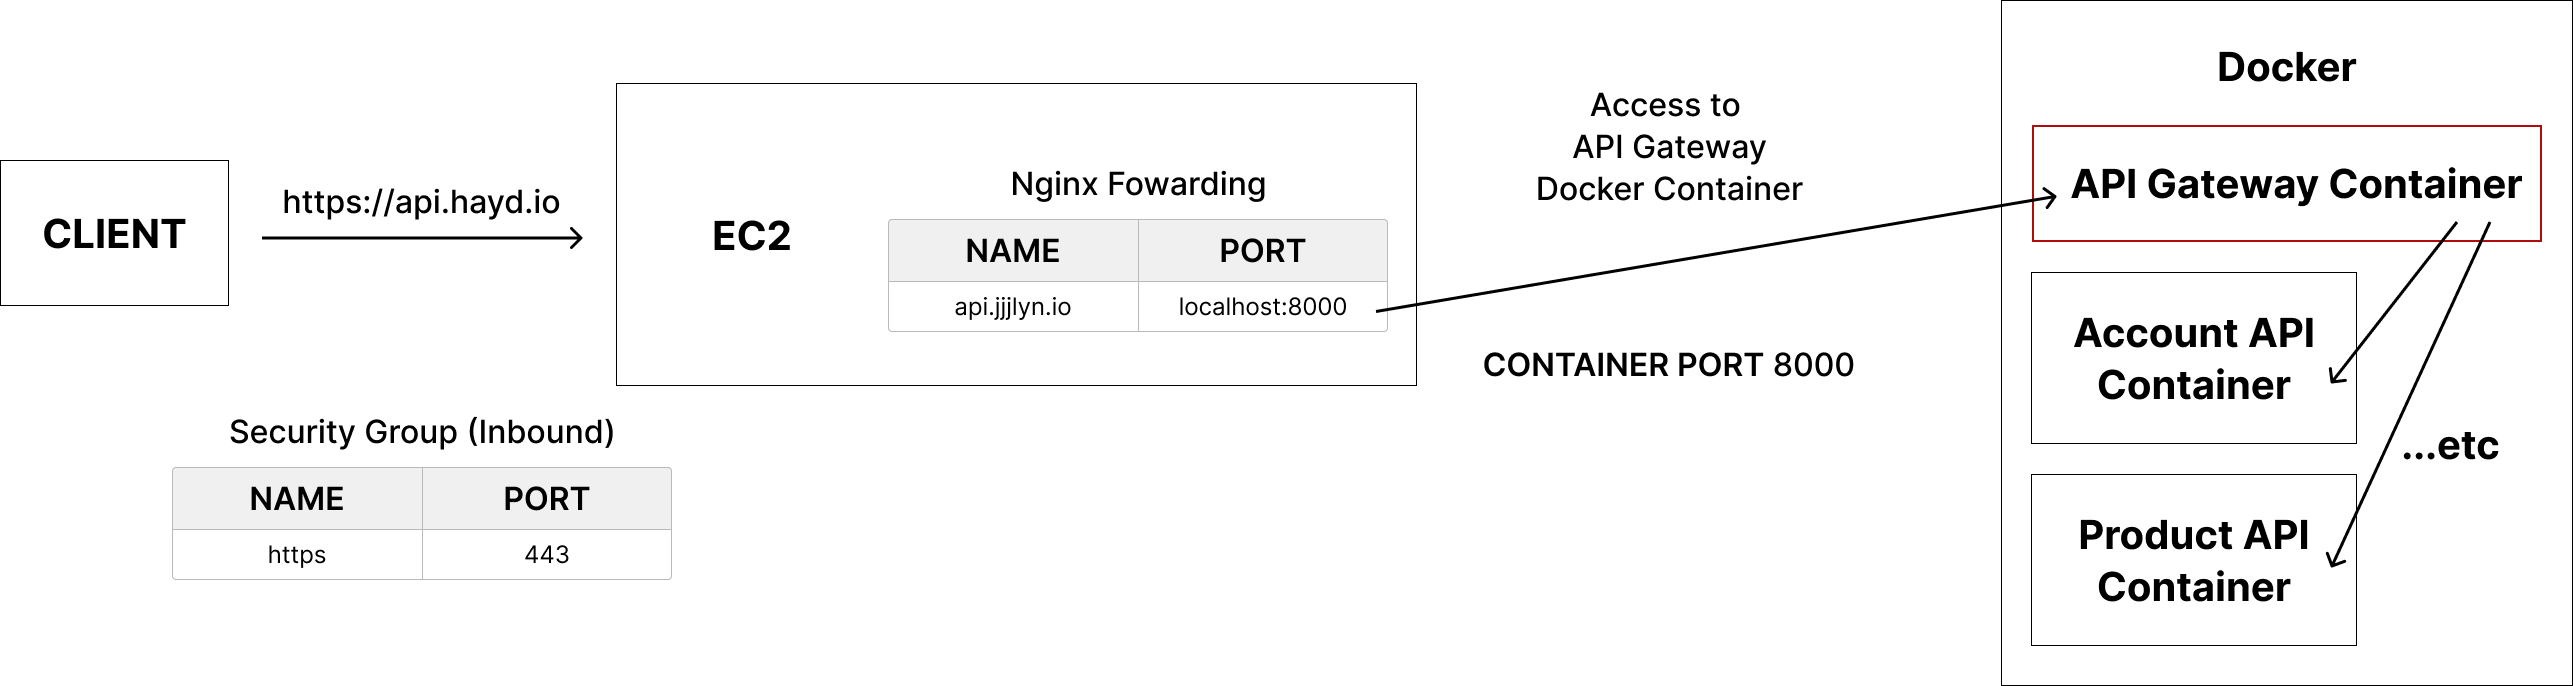 CLIENT
https://api.hayd.io
EC2
Nginx Fowarding
NAME PORT
api.jjjlyn.io localhost:8000
Security Group (Inbound)
NAME PORT
https 443
Access to
API Gateway
Docker Container
CONTAINER PORT 8000
Docker
API Gateway Container
Account API
Container
...etc
Product API
Container